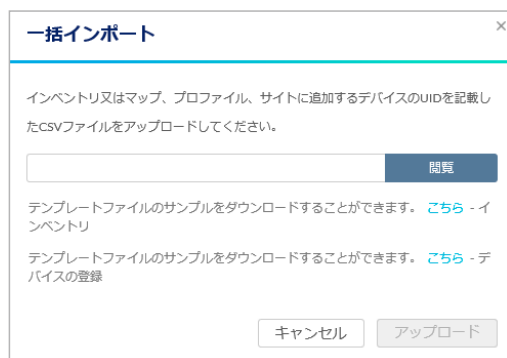 一括インポート
×
インベントリ又はマップ、プロファイル、サイトに追加するデバイスのUIDを記載し
たCSVファイルをアップロードしてください。
閲覧
テンプレートファイルのサンプルをダウンロードすることができます。 こちら - イ
ンベントリ
テンプレートファイルのサンプルをダウンロードすることができます。 こちら - デ
バイスの登録
キャンセル アップロード